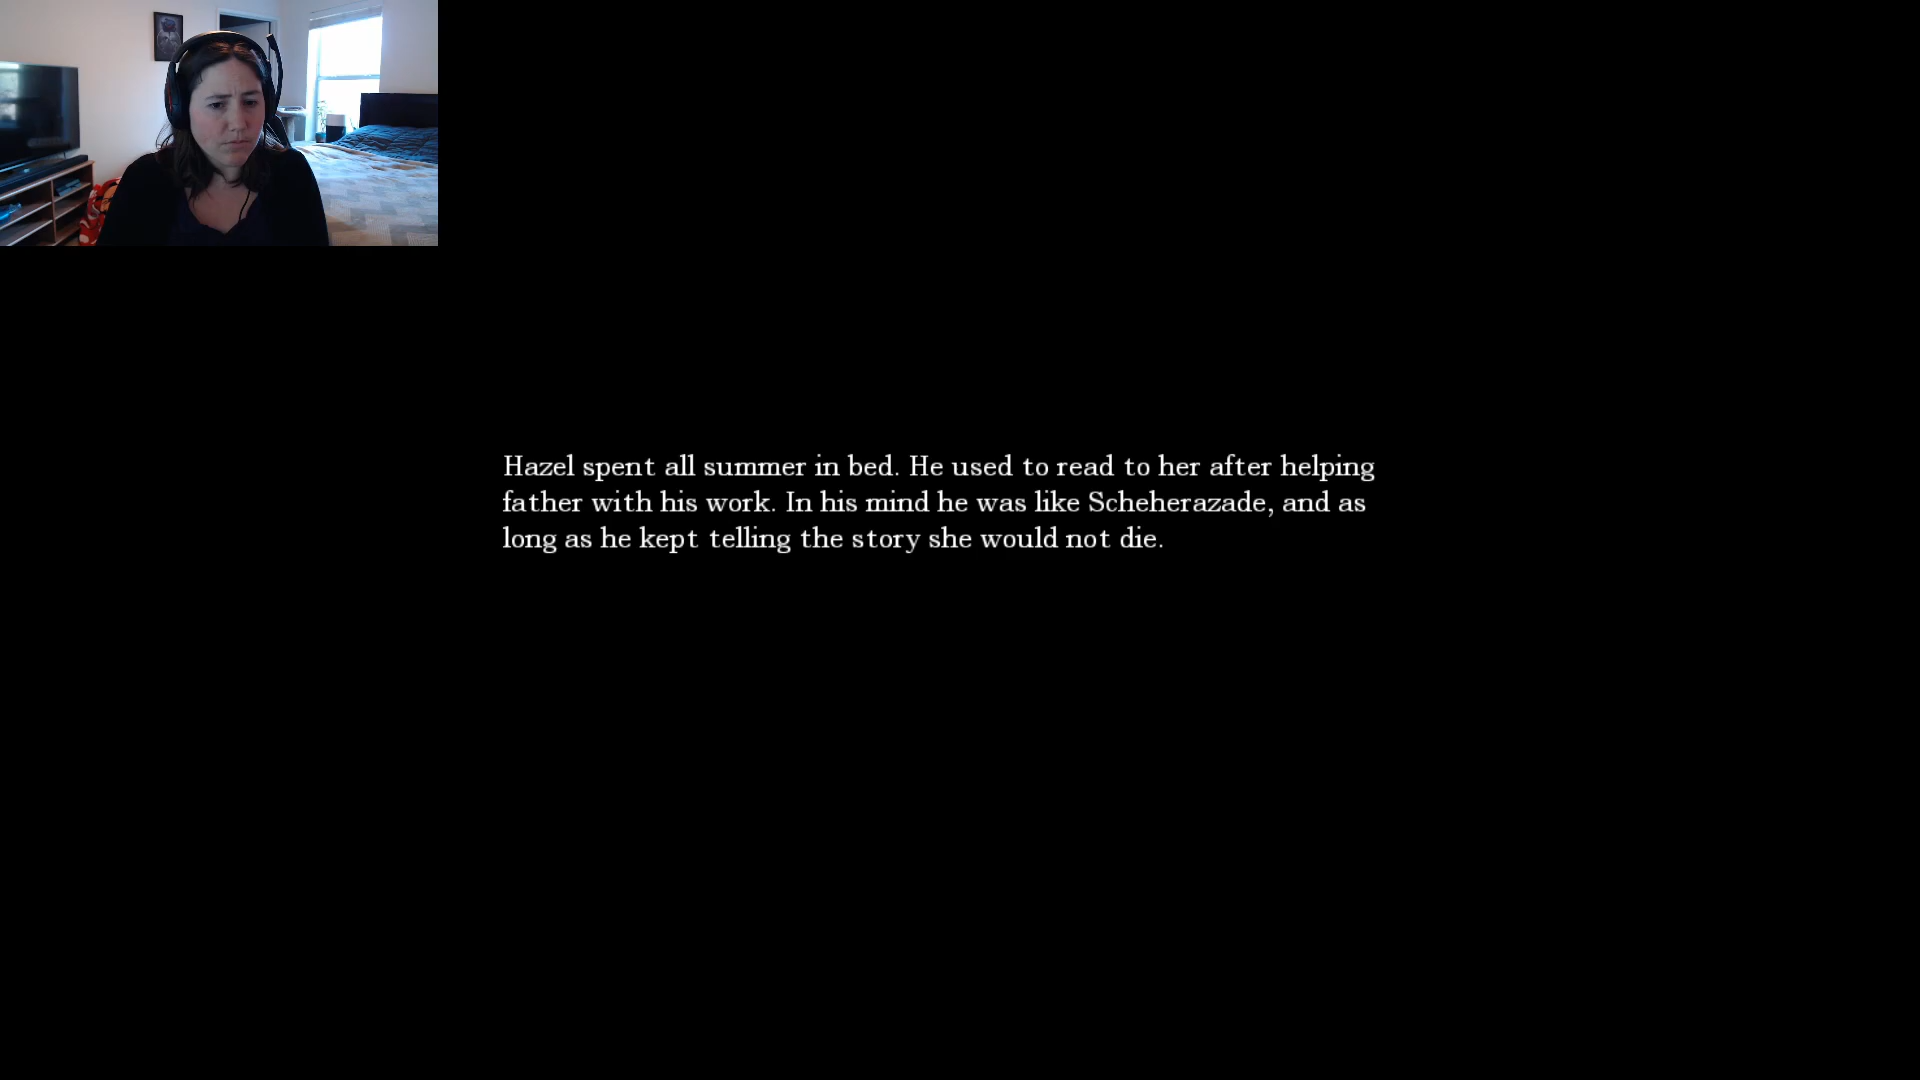 Hazel spent all summer in bed. He used to read to her after helping
father with his work. In his mind he was like Scheherazade, and as
long as he kept telling the story she would not die.